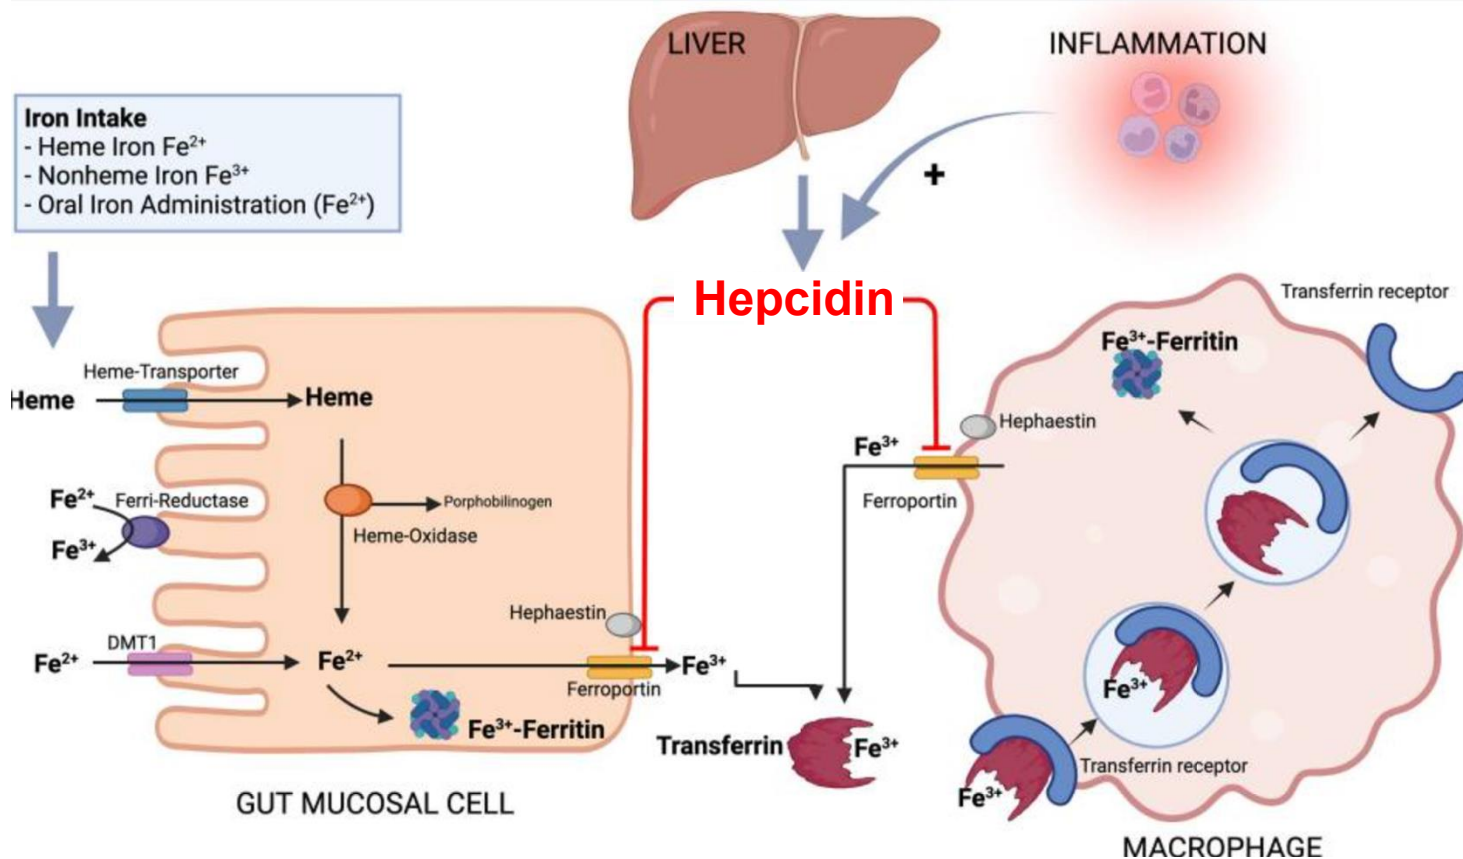 LIVER
INFLAMMATION
Iron Intake
- Heme Iron Fe²⁺
- Nonheme Iron Fe³⁺
- Oral Iron Administration (Fe²⁺)
+
Hepcidin
Transferrin receptor
Fe³⁺-Ferritin
Heme-Transporter
Heme
Heme
Hephaestin
Fe³⁺
Ferroportin
Fe²⁺
Ferri-Reductase
Fe³⁺
Porphobilinogen
Heme-Oxidase
Hephaestin
DMT1
Fe²⁺
Fe²⁺
Fe³⁺
Ferroportin
Fe³⁺-Ferritin
Transferrin
Fe³⁺
Fe³⁺
Transferrin receptor
Fe³⁺
GUT MUCOSAL CELL
MACROPHAGE